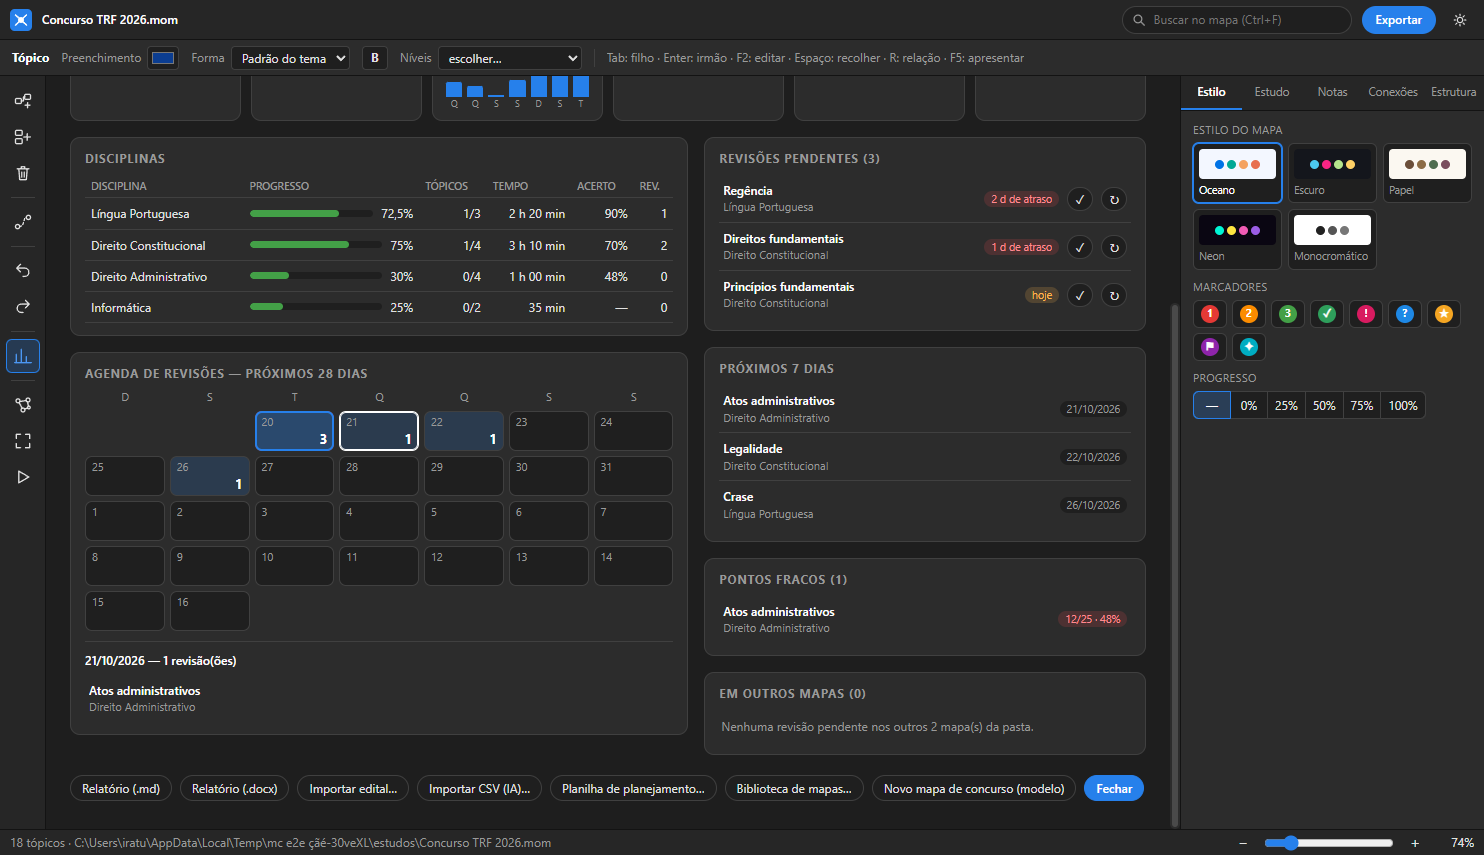 Concurso TRF 2026.mom
Buscar no mapa (Ctrl+F)
Exportar
Tópico
Preenchimento
Forma
Padrão do tema
B
Níveis
escolher...
Tab: filho · Enter: irmão · F2: editar · Espaço: recolher · R: relação · F5: apresentar
Q Q S S D S T
DISCIPLINAS
DISCIPLINA PROGRESSO TÓPICOS TEMPO ACERTO REV.
Língua Portuguesa 72,5% 1/3 2 h 20 min 90% 1
Direito Constitucional 75% 1/4 3 h 10 min 70% 2
Direito Administrativo 30% 0/4 1 h 00 min 48% 0
Informática 25% 0/2 35 min — 0
AGENDA DE REVISÕES — PRÓXIMOS 28 DIAS
D S T Q Q S S
20 3 21 1 22 1 23 24
25 26 1 27 28 29 30 31
1 2 3 4 5 6 7
8 9 10 11 12 13 14
15 16
21/10/2026 — 1 revisão(ões)
Atos administrativos
Direito Administrativo
REVISÕES PENDENTES (3)
Regência
Língua Portuguesa
2 d de atraso
Direitos fundamentais
Direito Constitucional
1 d de atraso
Princípios fundamentais
Direito Constitucional
hoje
PRÓXIMOS 7 DIAS
Atos administrativos
Direito Administrativo
21/10/2026
Legalidade
Direito Constitucional
22/10/2026
Crase
Língua Portuguesa
26/10/2026
PONTOS FRACOS (1)
Atos administrativos
Direito Administrativo
12/25 · 48%
EM OUTROS MAPAS (0)
Nenhuma revisão pendente nos outros 2 mapa(s) da pasta.
Relatório (.md)
Relatório (.docx)
Importar edital...
Importar CSV (IA)...
Planilha de planejamento...
Biblioteca de mapas...
Novo mapa de concurso (modelo)
Fechar
Estilo Estudo Notas Conexões Estrutura
ESTILO DO MAPA
Oceano Escuro Papel
Neon Monocromático
MARCADORES
1 2 3 ! ?
PROGRESSO
— 0% 25% 50% 75% 100%
18 tópicos · C:\Users\iratu\AppData\Local\Temp\mc e2e çãé-30veXL\estudos\Concurso TRF 2026.mom
− + 74%